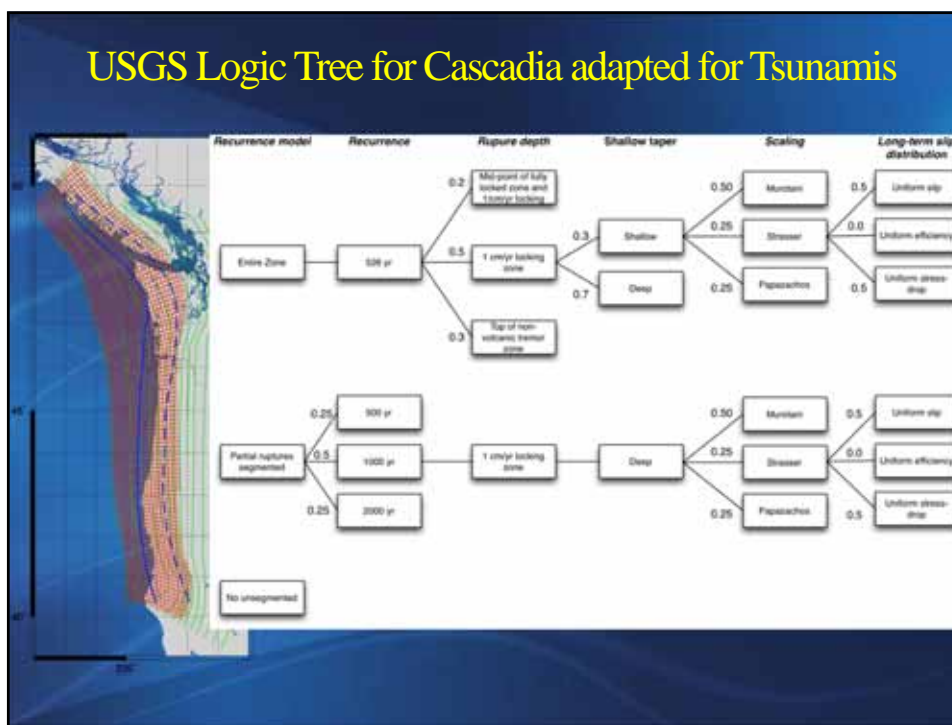 USGS Logic Tree for Cascadia adapted for Tsunamis
Recurrence model
Recurrence
Rupure depth
Shallow taper
Scaling
Long-term slip
distribution
0.2
Mid-point of fully
locked zone and
1cm/yr locking
0.50
Murotani
0.5
Uniform slip
Entire Zone
526 yr
0.5
1 cm/yr locking
zone
0.3
Shallow
0.25
Strasser
0.0
Uniform efficiency
0.7
Deep
0.25
Papazachos
0.5
Uniform stress-
drop
0.3
Top of non-
volcanic tremor
zone
0.25
500 yr
0.50
Murotani
0.5
Uniform slip
Partial ruptures
segmented
0.5
1000 yr
1 cm/yr locking
zone
Deep
0.25
Strasser
0.0
Uniform efficiency
0.25
2000 yr
0.25
Papazachos
0.5
Uniform stress-
drop
No unsegmented